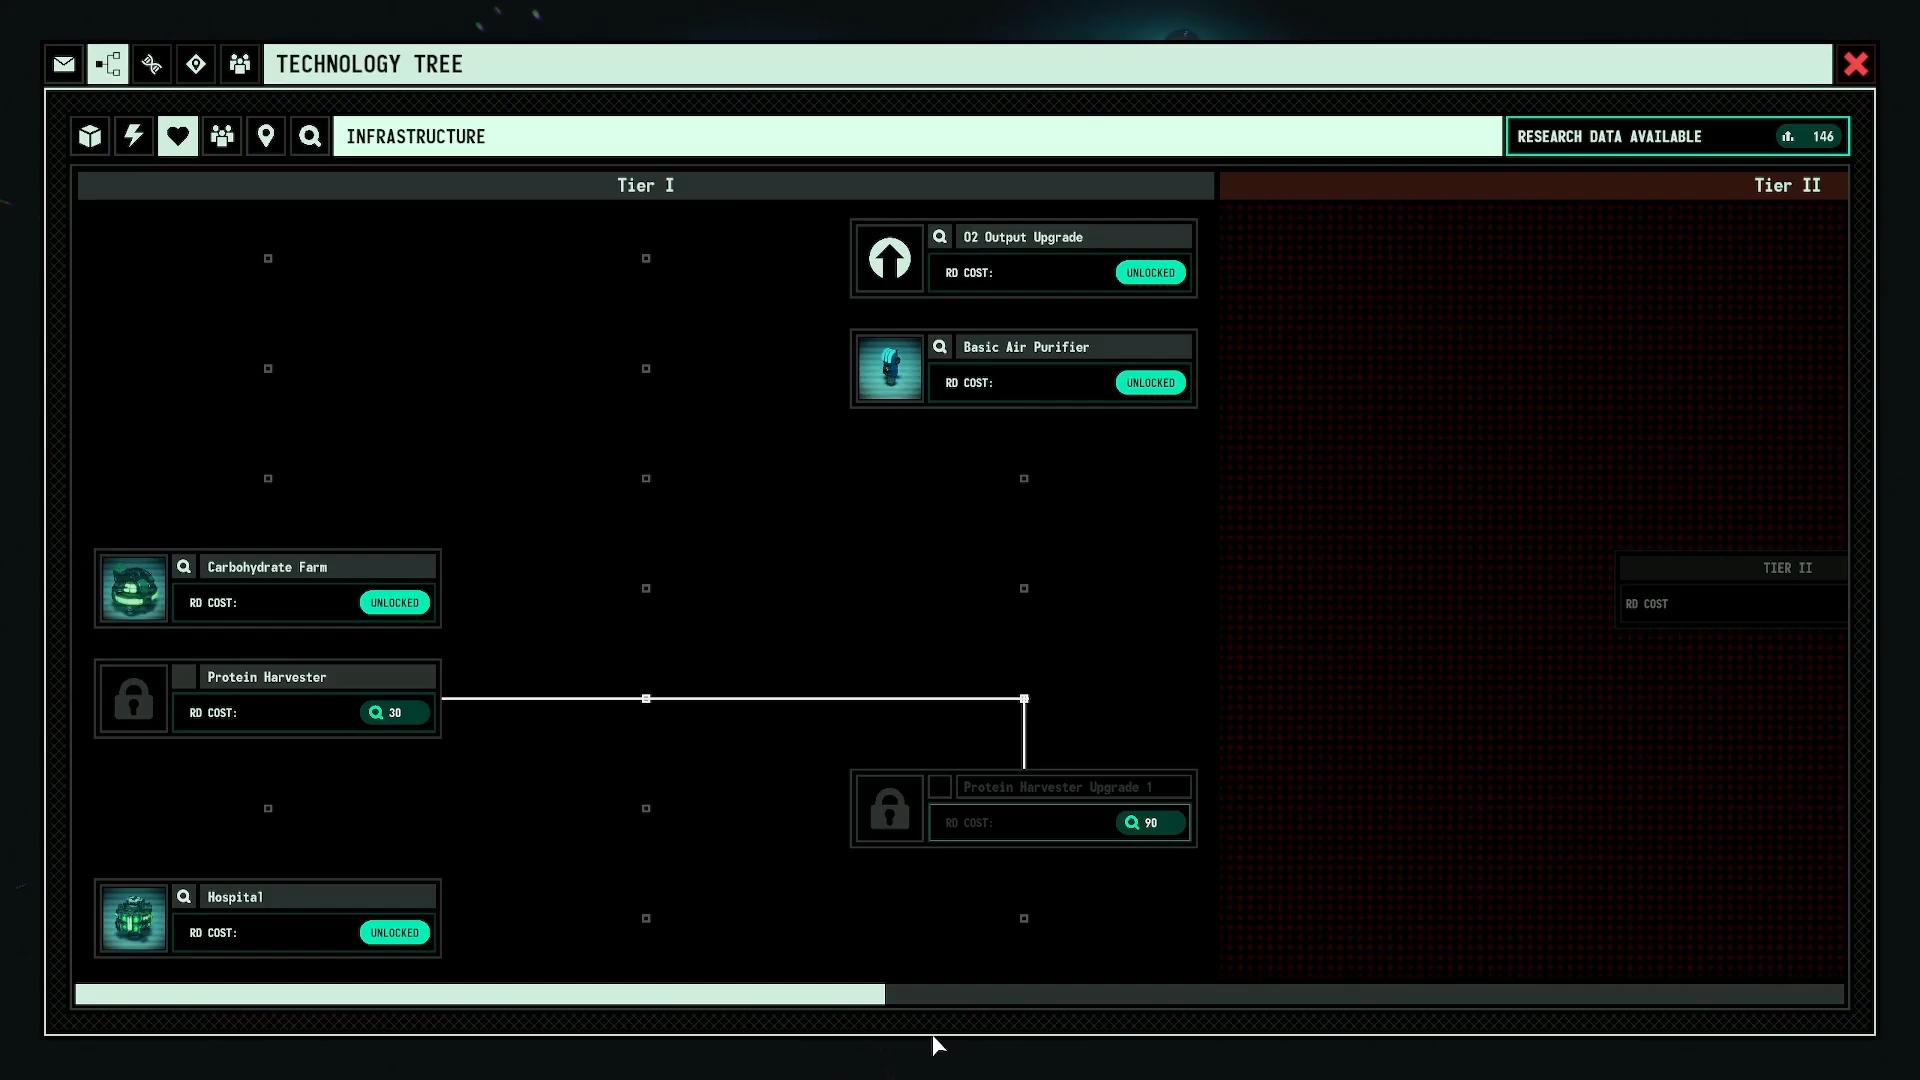 TECHNOLOGY TREE
INFRASTRUCTURE
RESEARCH DATA AVAILABLE 146
Tier I
Tier II
O2 Output Upgrade
RD COST: UNLOCKED
Basic Air Purifier
RD COST: UNLOCKED
Carbohydrate Farm
RD COST: UNLOCKED
TIER II
RD COST
Protein Harvester
RD COST: 30
Protein Harvester Upgrade 1
RD COST: 90
Hospital
RD COST: UNLOCKED